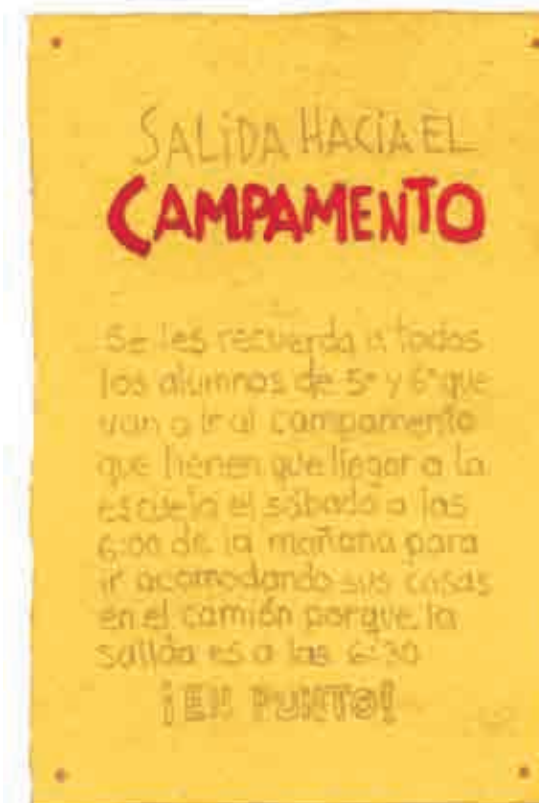 SALIDA HACIA EL
CAMPAMENTO
Se les recuerda a todos
los alumnos de 5º y 6º que
van a ir al campamento
que tienen que llegar a la
escuela el sábado a las
6:00 de la mañana para
ir acomodando sus cosas
en el camión porque la
salida es a las 6:30
¡EN PUNTO!